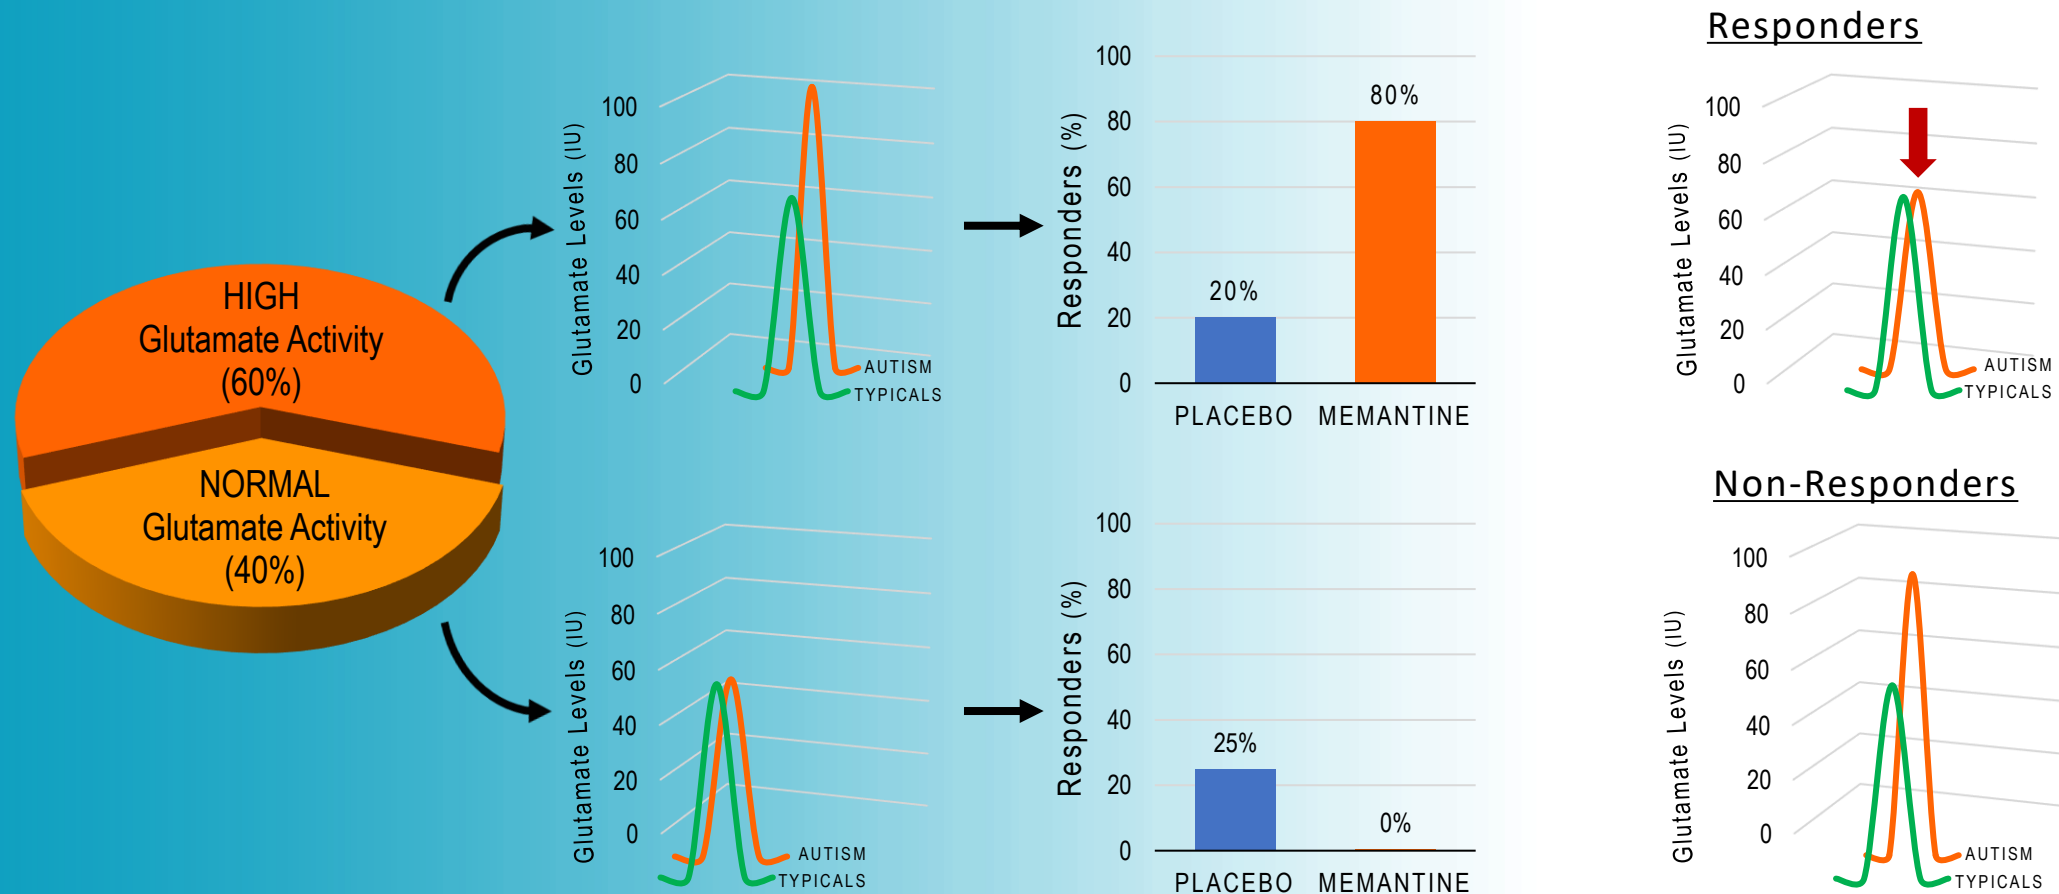 HIGH
Glutamate Activity
(60%)
NORMAL
Glutamate Activity
(40%)
Glutamate Levels (IU)
100
80
60
40
20
0
AUTISM
TYPICALS
Responders (%)
100
80
60
40
20
0
20%
80%
PLACEBO MEMANTINE
Responders
Glutamate Levels (IU)
100
80
60
40
20
0
AUTISM
TYPICALS
Glutamate Levels (IU)
100
80
60
40
20
0
AUTISM
TYPICALS
Responders (%)
100
80
60
40
20
0
25%
0%
PLACEBO MEMANTINE
Non-Responders
Glutamate Levels (IU)
100
80
60
40
20
0
AUTISM
TYPICALS